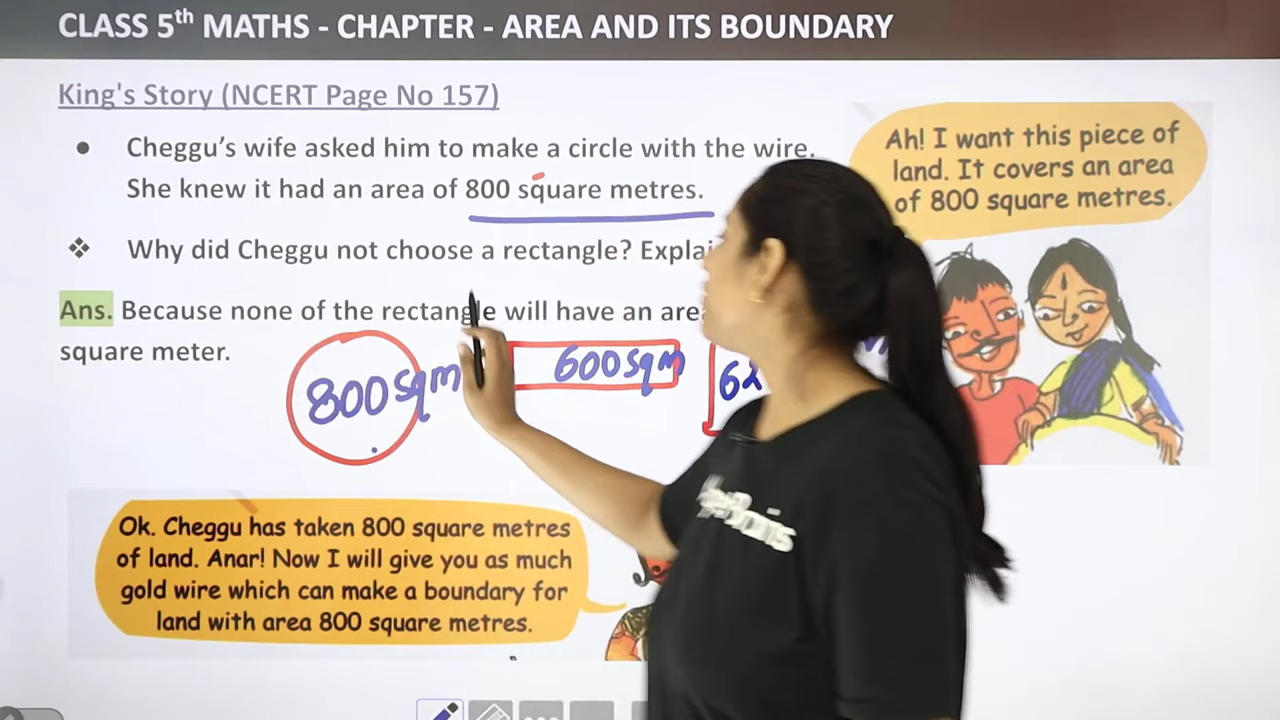 CLASS 5th MATHS - CHAPTER - AREA AND ITS BOUNDARY
King's Story (NCERT Page No 157)
● Cheggu's wife asked him to make a circle with the wire.
She knew it had an area of 800 square metres.
❖ Why did Cheggu not choose a rectangle?
Ans. Because none of the rectangle will have an
square meter.
800 sq m
600 sq m
Ah! I want this piece of
land. It covers an area
of 800 square metres.
Ok. Cheggu has taken 800 square metres
of land. Anar! Now I will give you as much
gold wire which can make a boundary for
land with area 800 square metres.